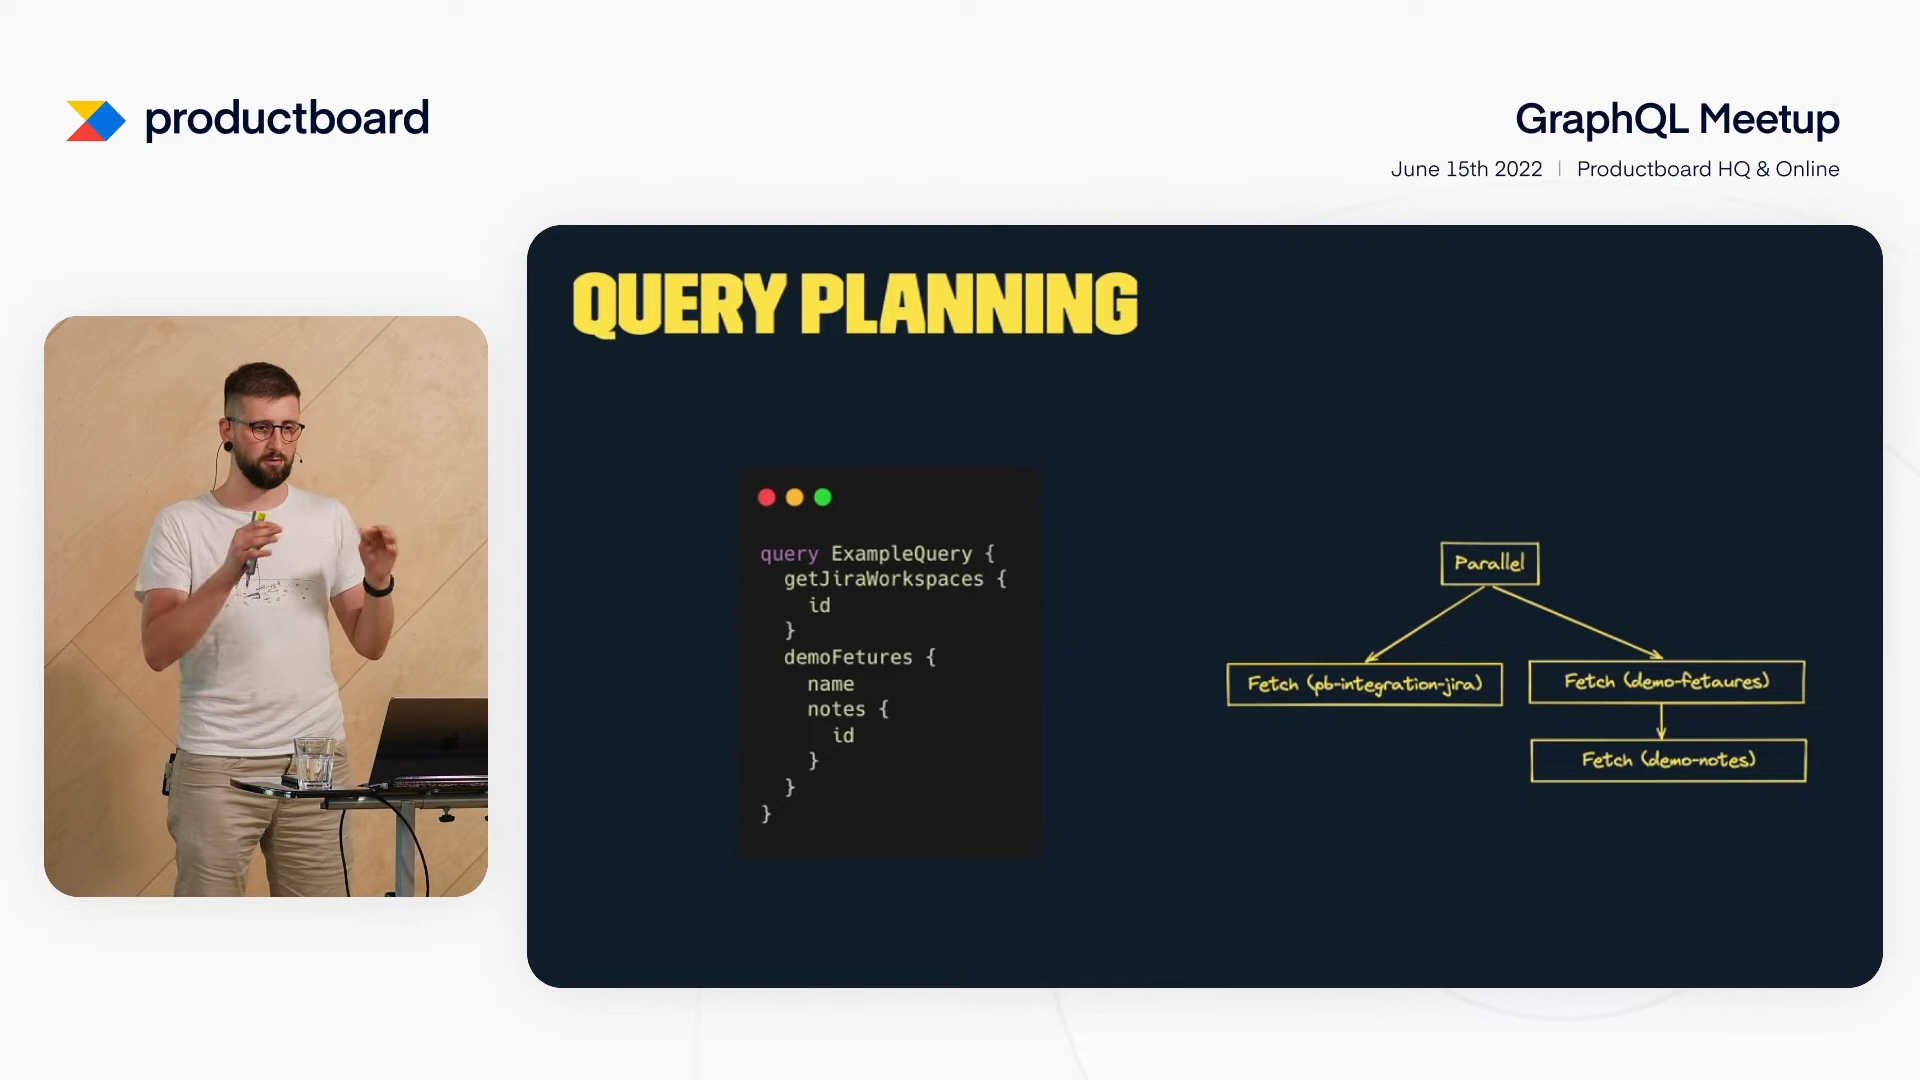 productboard
GraphQL Meetup
June 15th 2022 | Productboard HQ & Online
QUERY PLANNING
query ExampleQuery {
getJiraWorkspaces {
id
}
demoFetures {
name
notes {
id
}
}
}
Parallel
Fetch (pb-integration-jira)
Fetch (demo-fetaures)
Fetch (demo-notes)